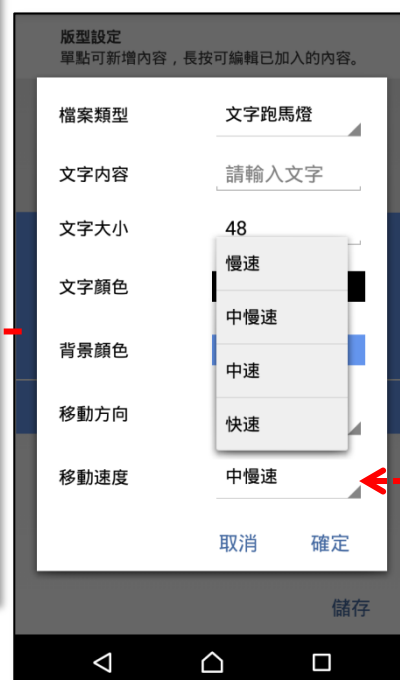 版型設定
單點可新增內容，長按可編輯已加入的內容。
檔案類型 文字跑馬燈
文字內容 請輸入文字
文字大小 48
慢速
文字顏色
中慢速
背景顏色
中速
移動方向
快速
移動速度 中慢速
取消 確定
儲存